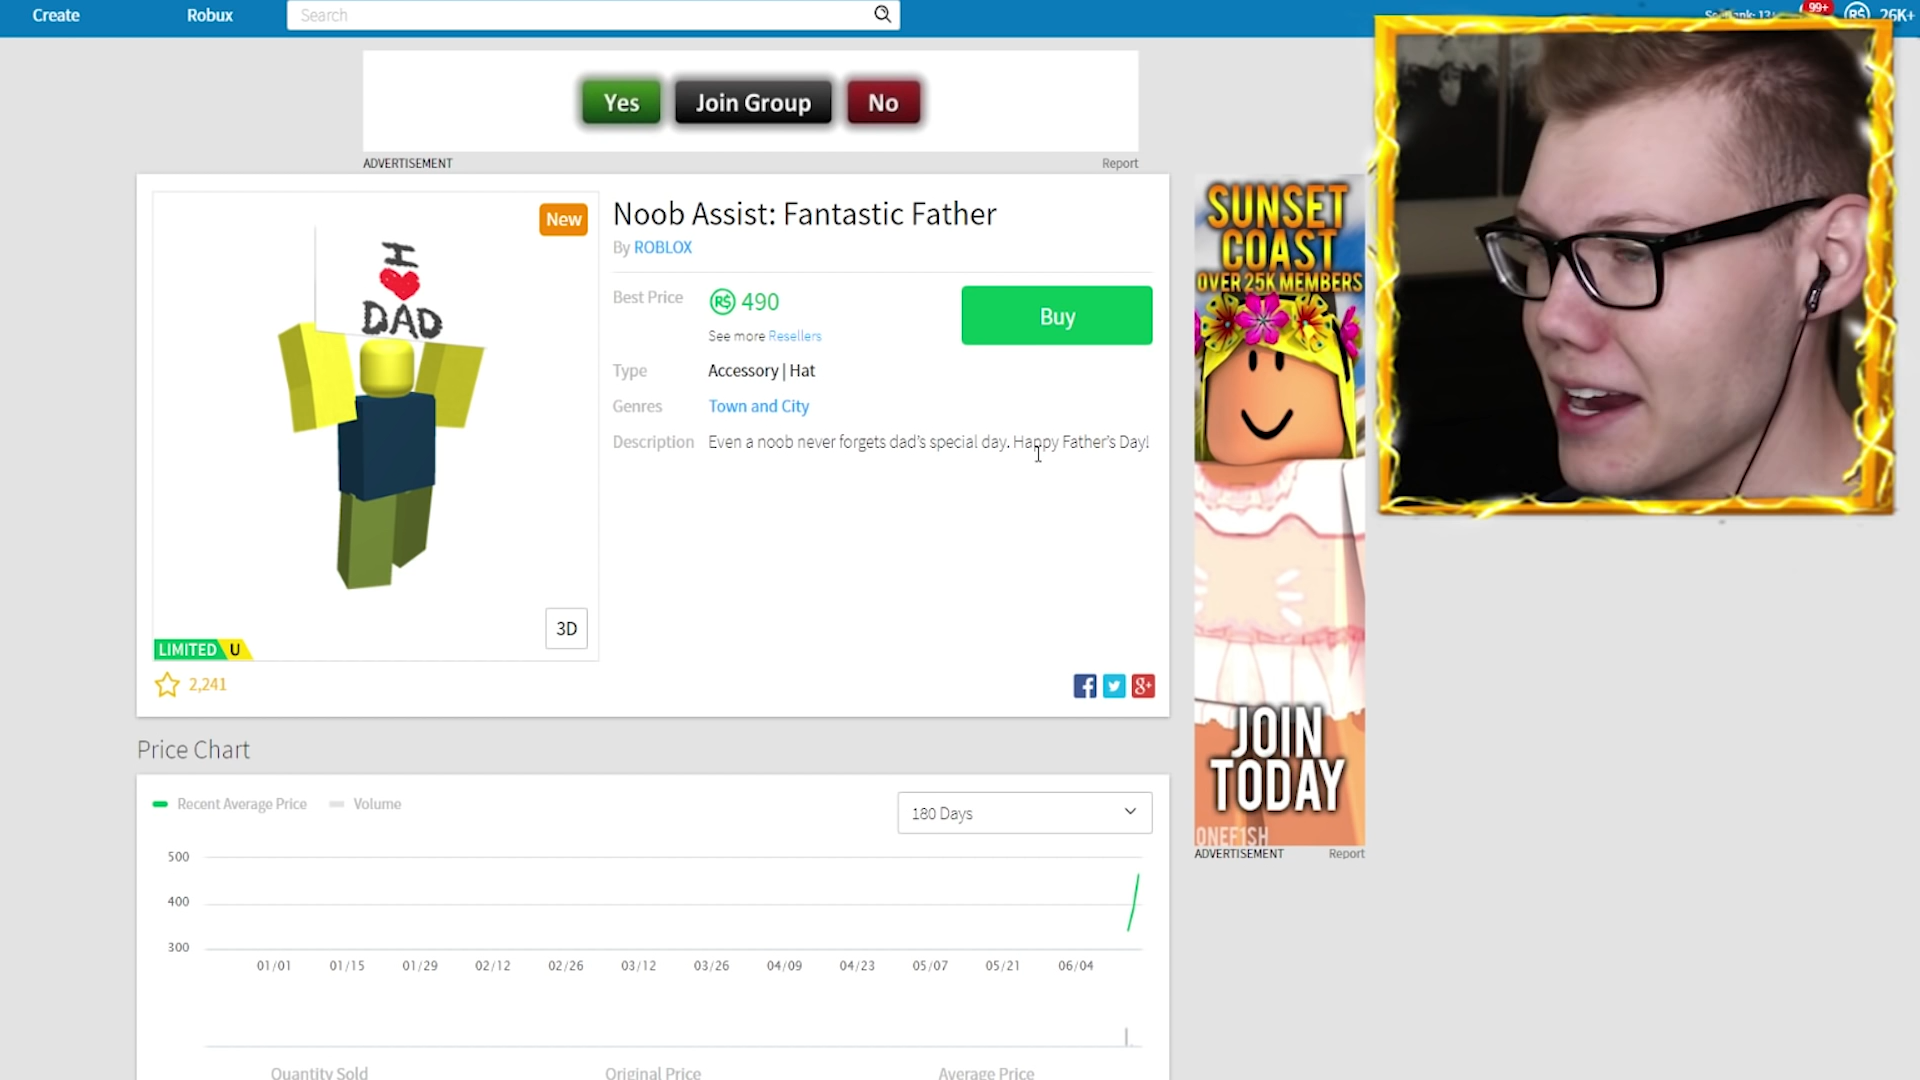 Create
Robux
Search
99+
26K+
Yes
Join Group
No
ADVERTISEMENT
Report
New
I
DAD
3D
LIMITED U
2,241
Noob Assist: Fantastic Father
By ROBLOX
Best Price
R$ 490
Buy
See more Resellers
Type
Accessory | Hat
Genres
Town and City
Description
Even a noob never forgets dad's special day. Happy Father's Day!
SUNSET
COAST
OVER 25K MEMBERS
JOIN
TODAY
ONEF1SH
ADVERTISEMENT
Report
Price Chart
Recent Average Price
Volume
180 Days
500
400
300
01/01
01/15
01/29
02/12
02/26
03/12
03/26
04/09
04/23
05/07
05/21
06/04
Quantity Sold
Original Price
Average Price